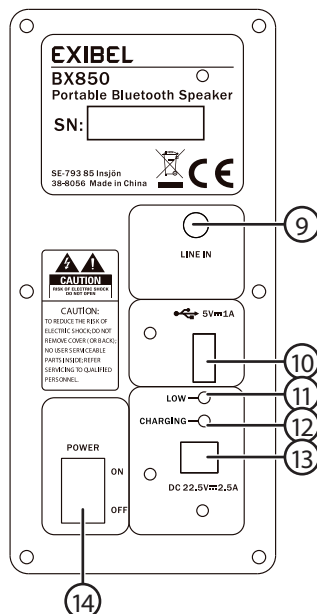 EXIBEL
BX850
Portable Bluetooth Speaker
SN:
SE-793 85 Insjön
38-8056 Made in China
CE
9
LINE IN
CAUTION
RISK OF ELECTRIC SHOCK
DO NOT OPEN
CAUTION:
TO REDUCE THE RISK OF
ELECTRIC SHOCK; DO NOT
REMOVE COVER (OR BACK);
NO USER SERVICEABLE
PARTS INSIDE; REFER
SERVICING TO QUALIFIED
PERSONNEL.
5V⎓1A
10
LOW
11
CHARGING
12
13
DC 22.5V⎓2.5A
POWER
ON
OFF
14